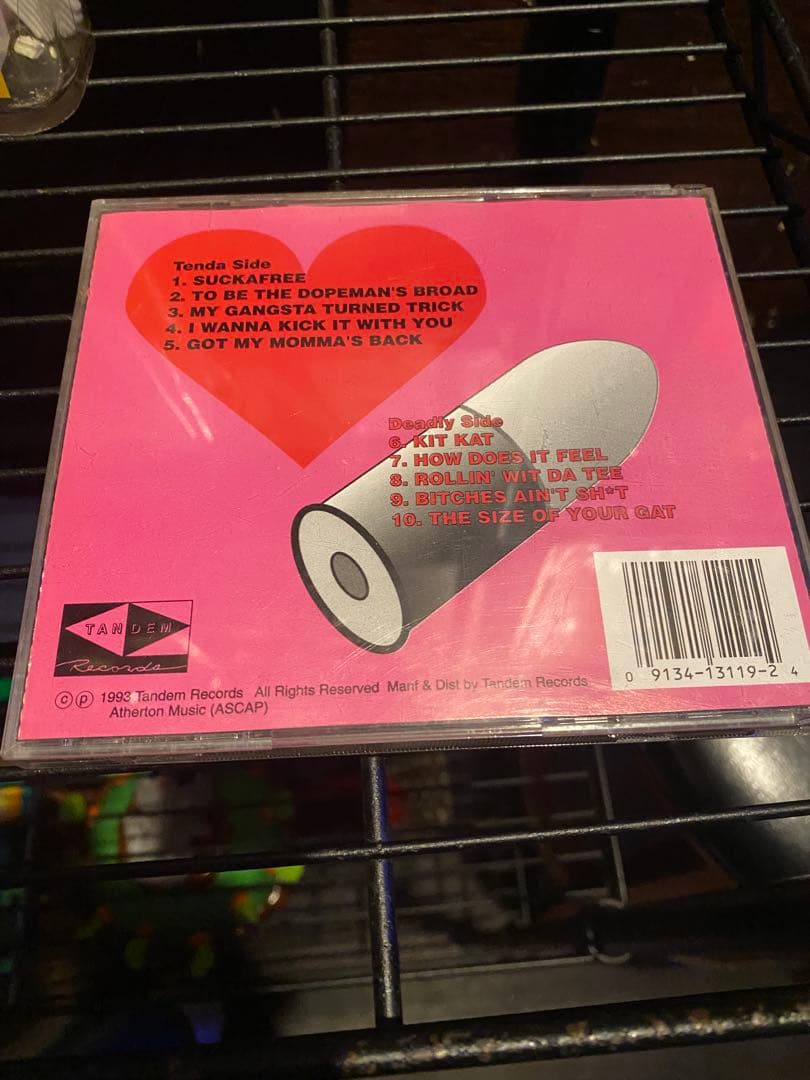 Tenda Side
1. SUCKAFREE
2. TO BE THE DOPEMAN'S BROAD
3. MY GANGSTA TURNED TRICK
4. I WANNA KICK IT WITH YOU
5. GOT MY MOMMA'S BACK
Deadly Side
6. KIT KAT
7. HOW DOES IT FEEL
8. ROLLIN' WIT DA TEE
9. BITCHES AIN'T SH*T
10. THE SIZE OF YOUR GAT
TANDEM
Records
© ℗ 1993 Tandem Records All Rights Reserved Manf & Dist by Tandem Records
Atherton Music (ASCAP)
0 9134-13119-2 4